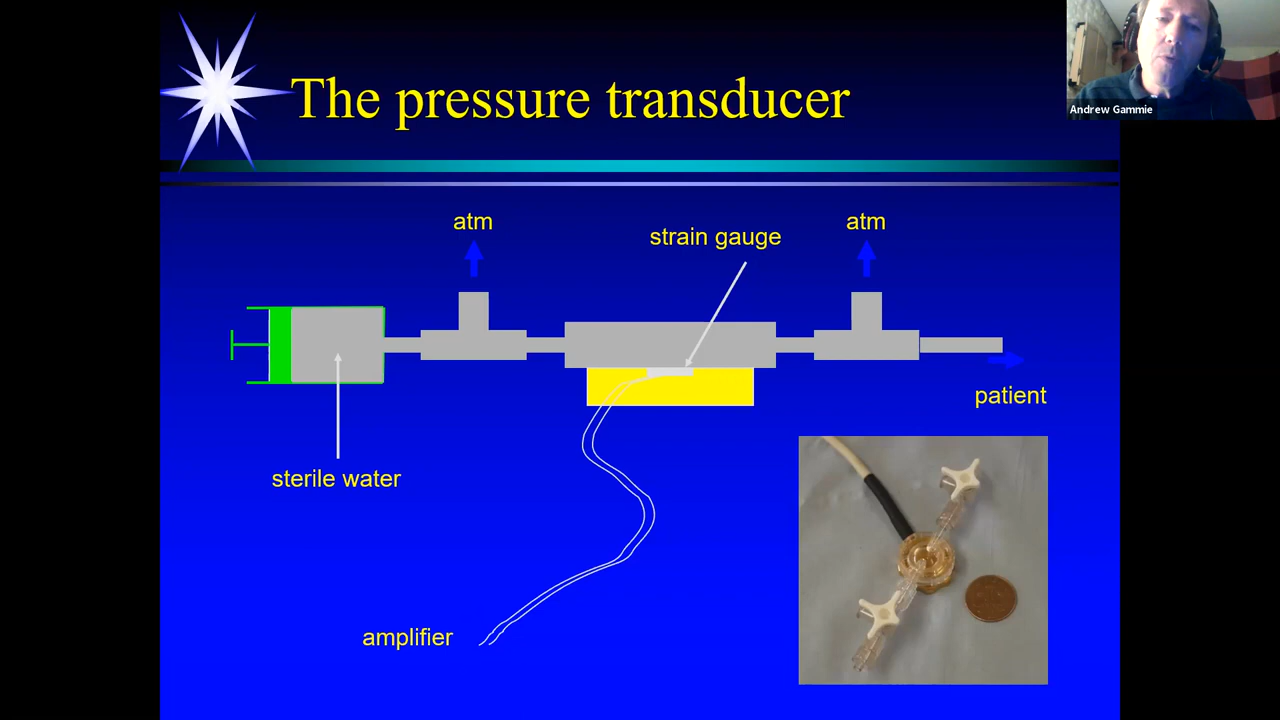 The pressure transducer
Andrew Gammie
atm
strain gauge
atm
patient
sterile water
amplifier